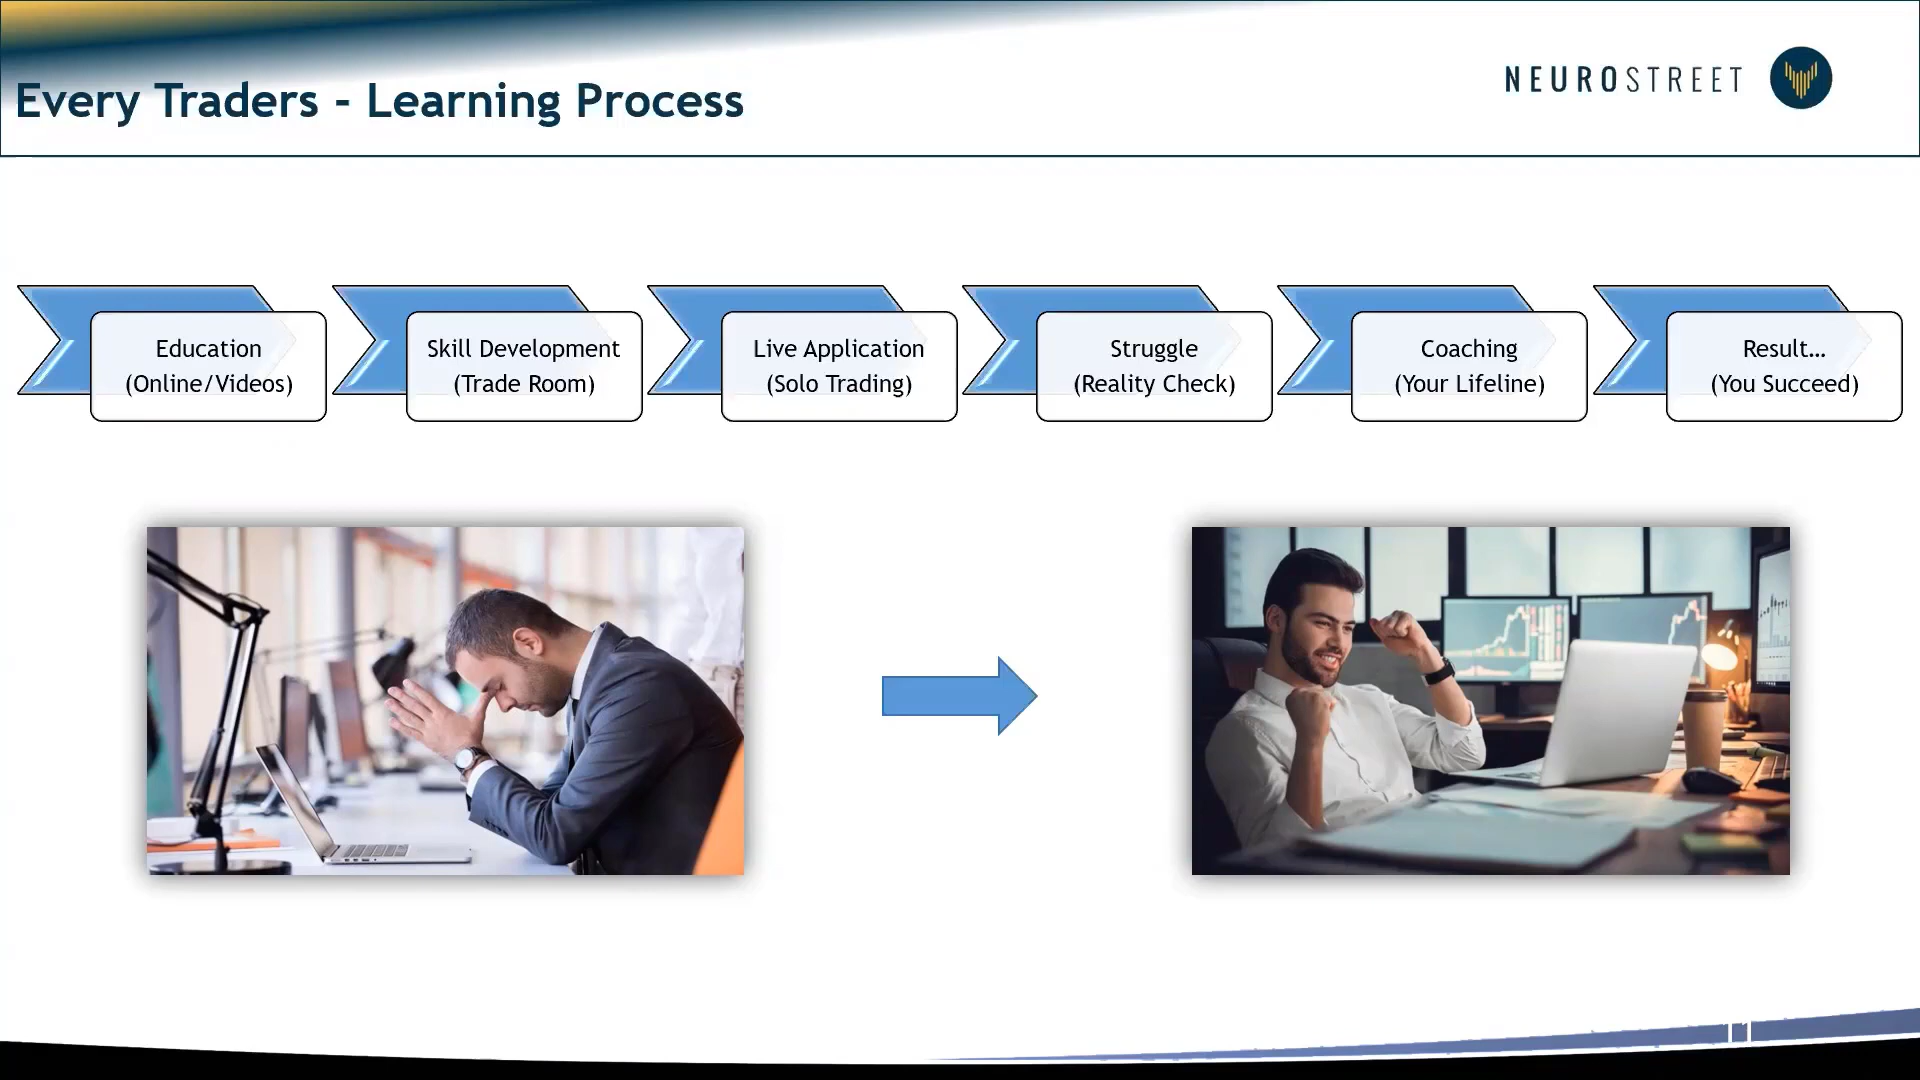 Every Traders - Learning Process
NEUROSTREET
Education
(Online/Videos)
Skill Development
(Trade Room)
Live Application
(Solo Trading)
Struggle
(Reality Check)
Coaching
(Your Lifeline)
Result…
(You Succeed)